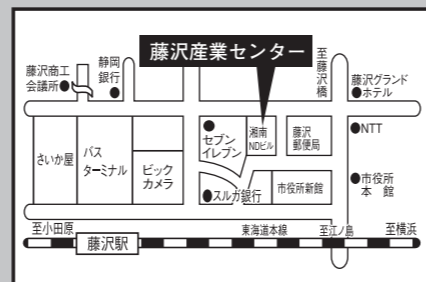 藤沢産業センター
静岡
銀行
藤沢商工
会議所
至藤沢橋
藤沢グランド
ホテル
セブン
イレブン
湘南
NDビル
藤沢
郵便局
NTT
さいか屋
バス
ターミナル
ビック
カメラ
スルガ銀行
市役所新館
市役所
本 館
至小田原
藤沢駅
東海道本線
至江ノ島
至横浜